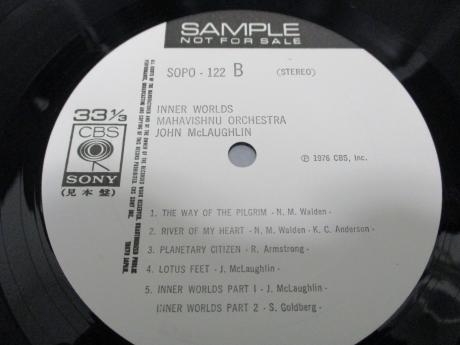 SAMPLE
NOT FOR SALE
SOPO - 122 B (STEREO)
33 1/3
INNER WORLDS
MAHAVISHNU ORCHESTRA
JOHN McLAUGHLIN
CBS
SONY
(見本盤)
℗ 1976 CBS, Inc.
1. THE WAY OF THE PILGRIM - N. M. Walden -
2. RIVER OF MY HEART - N. M. Walden - K. C. Anderson -
3. PLANETARY CITIZEN - R. Armstrong -
4. LOTUS FEET - J. McLaughlin -
5. INNER WORLDS PART 1 - J. McLaughlin -
INNER WORLDS PART 2 - S. Goldberg -